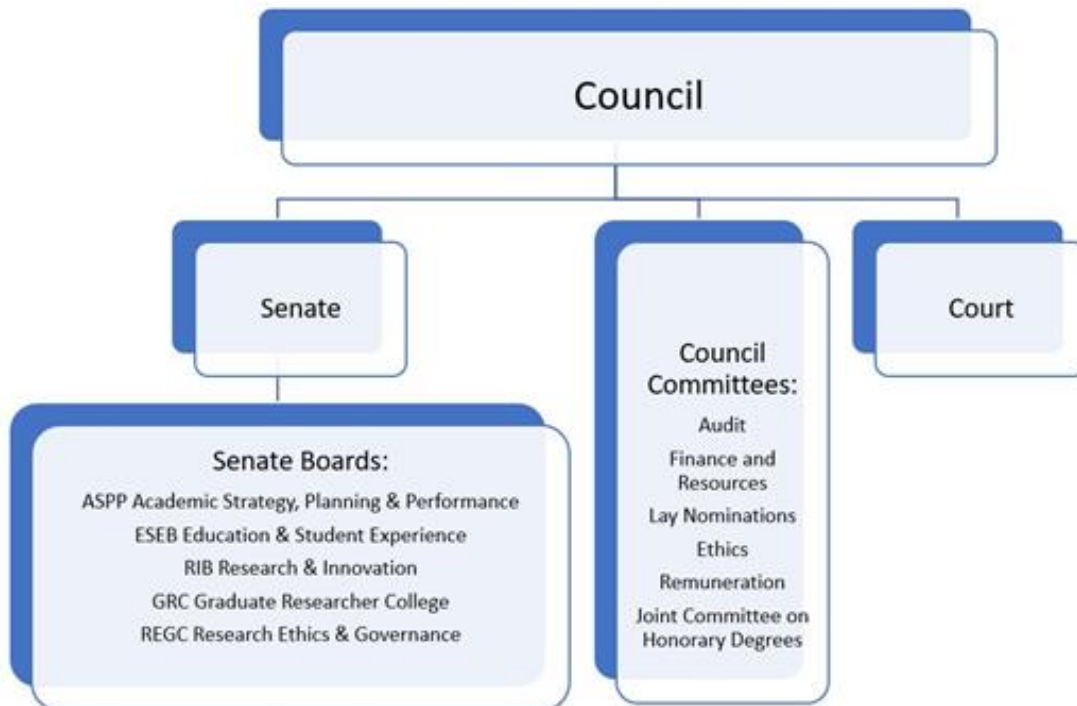 Council
Senate
Court
Council
Committees:
Audit
Finance and
Resources
Lay Nominations
Ethics
Remuneration
Joint Committee on
Honorary Degrees
Senate Boards:
ASPP Academic Strategy, Planning & Performance
ESEB Education & Student Experience
RIB Research & Innovation
GRC Graduate Researcher College
REGC Research Ethics & Governance